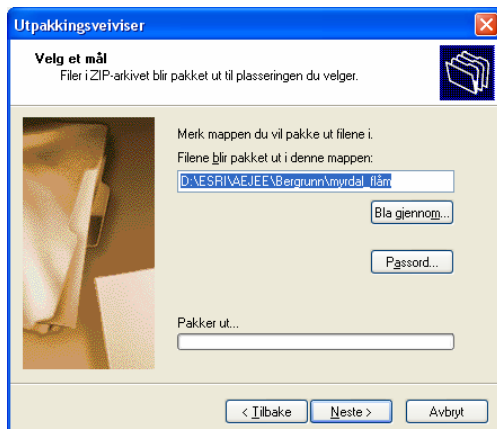 Utpakkingsveiviser
Velg et mål
Filer i ZIP-arkivet blir pakket ut til plasseringen du velger.
Merk mappen du vil pakke ut filene i.
Filene blir pakket ut i denne mappen:
D:\ESRI\AEJEE\Bergrunn\myrdal_flåm
Bla gjennom...
Passord...
Pakker ut...
< Tilbake
Neste >
Avbryt